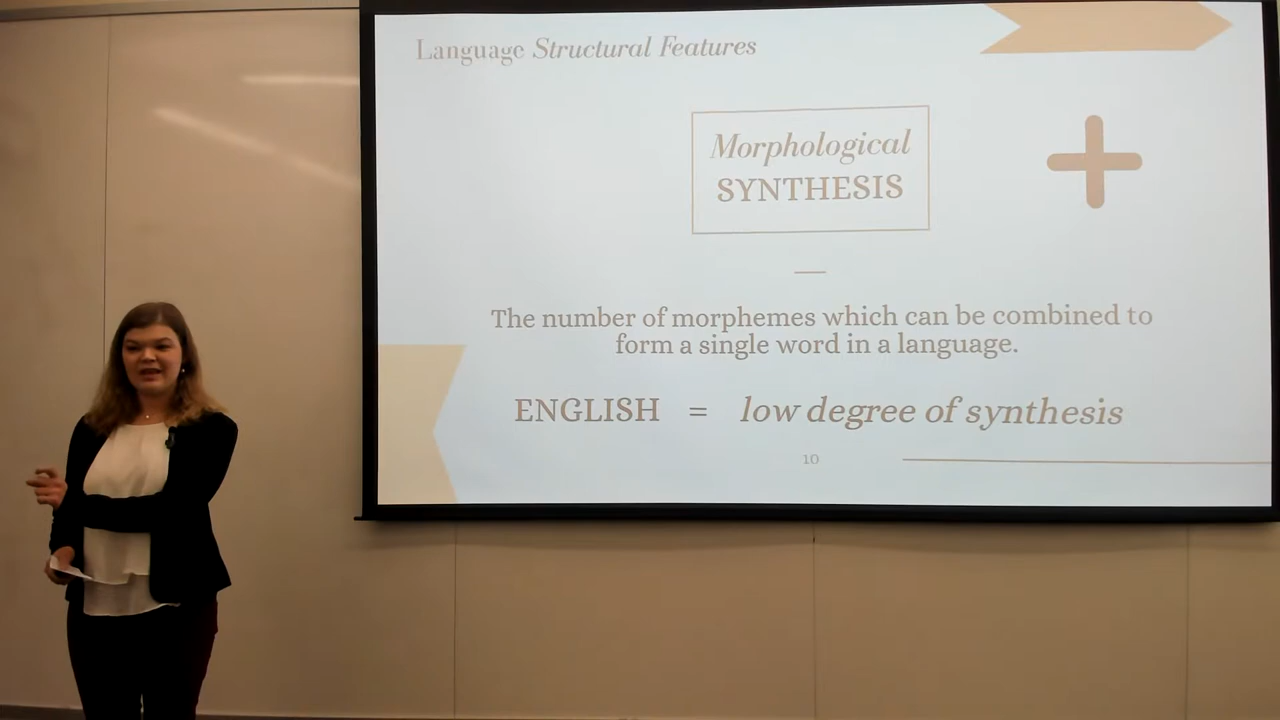 Language Structural Features
Morphological
SYNTHESIS
The number of morphemes which can be combined to
form a single word in a language.
ENGLISH = low degree of synthesis
10